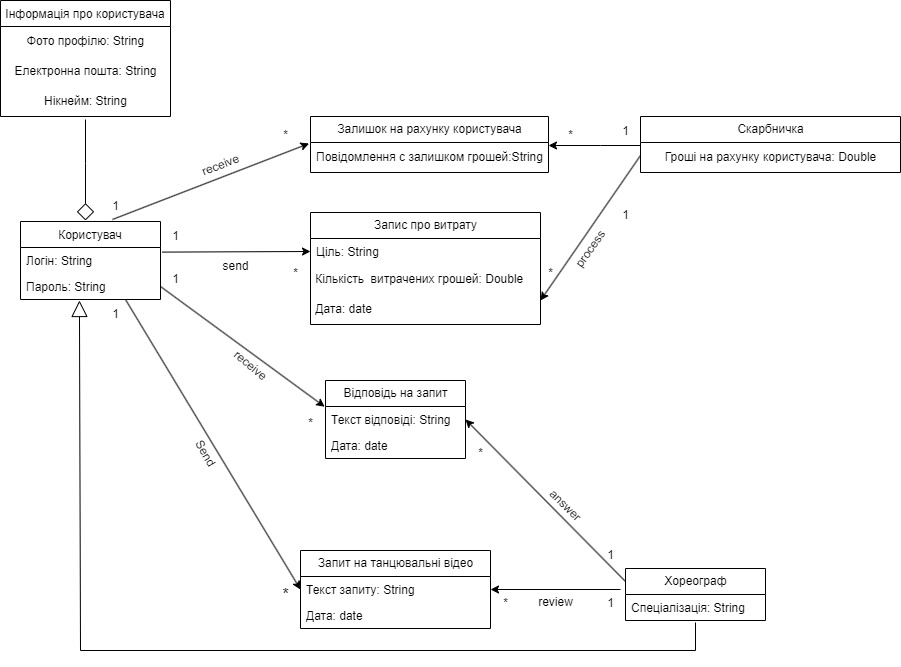 Інформація про користувача
Фото профілю: String
Електронна пошта: String
Нікнейм: String
*
receive
1
Залишок на рахунку користувача
Повідомлення с залишком грошей:String
*
1
Скарбничка
Гроші на рахунку користувача: Double
Користувач
Логін: String
Пароль: String
1
send
*
Запис про витрату
Ціль: String
Кількість  витрачених грошей: Double
Дата: date
1
process
*
1
receive
*
Відповідь на запит
Текст відповіді: String
Дата: date
*
answer
1
1
Send
*
Запит на танцювальні відео
Текст запиту: String
Дата: date
*
review
1
Хореограф
Спеціалізація: String